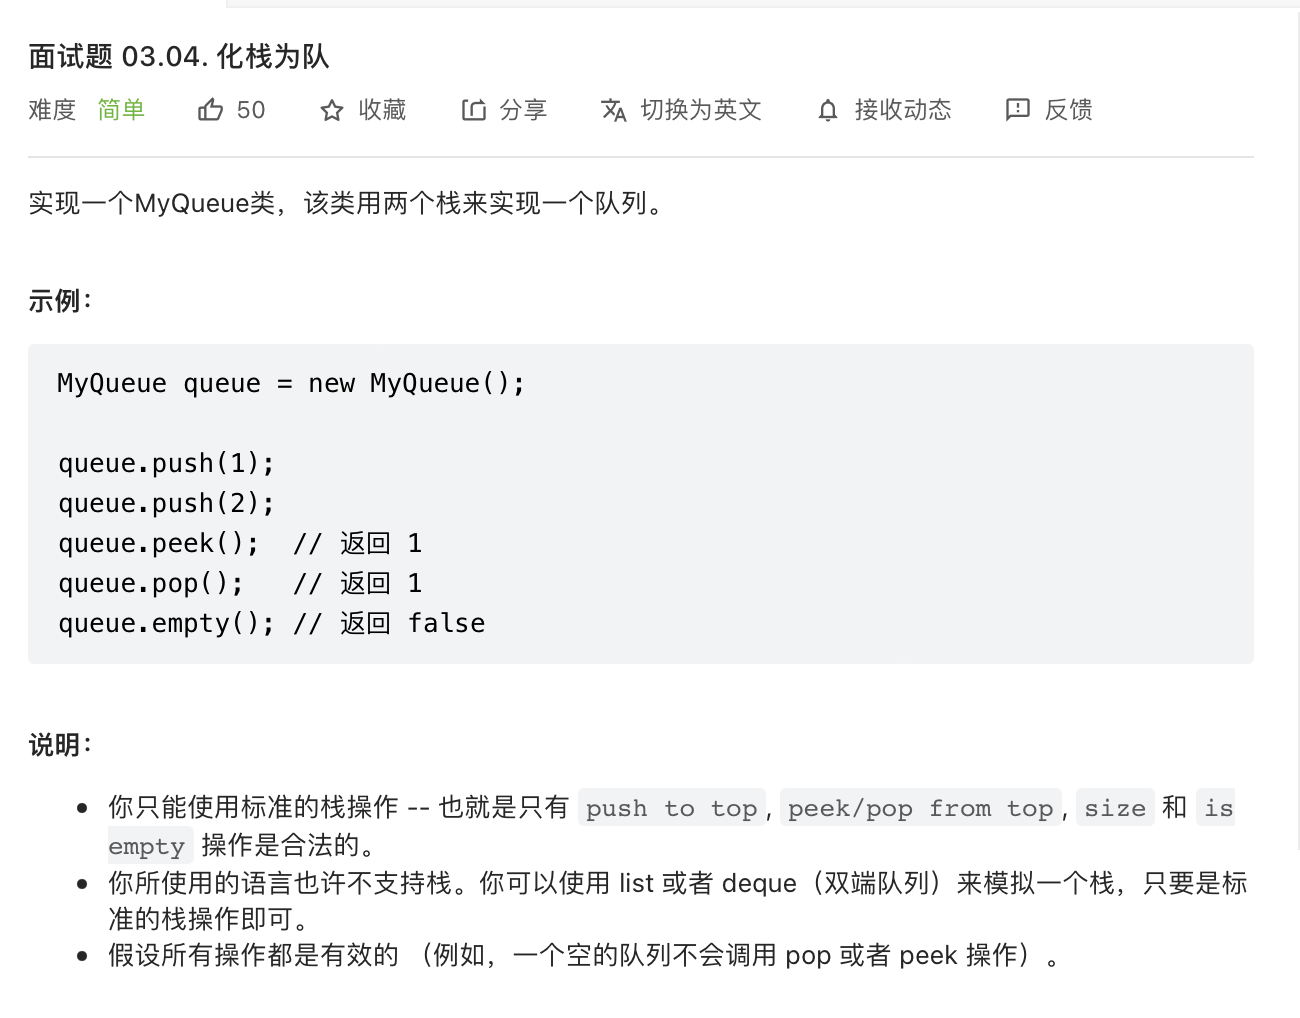 面试题 03.04. 化栈为队
难度 简单 50 收藏 分享 切换为英文 接收动态 反馈
实现一个MyQueue类，该类用两个栈来实现一个队列。
示例：
MyQueue queue = new MyQueue();
queue.push(1);
queue.push(2);
queue.peek();  // 返回 1
queue.pop();   // 返回 1
queue.empty(); // 返回 false
说明：
你只能使用标准的栈操作 -- 也就是只有 push to top, peek/pop from top, size 和 is
empty 操作是合法的。
你所使用的语言也许不支持栈。你可以使用 list 或者 deque（双端队列）来模拟一个栈，只要是标
准的栈操作即可。
假设所有操作都是有效的 （例如，一个空的队列不会调用 pop 或者 peek 操作）。